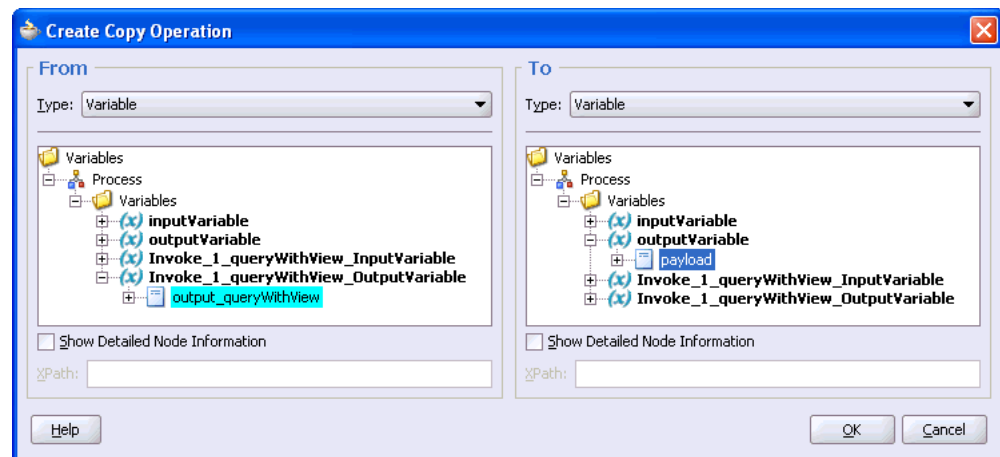 Create Copy Operation
From
Type: Variable
Variables
Process
Variables
(x) inputVariable
(x) outputVariable
(x) Invoke_1_queryWithView_InputVariable
(x) Invoke_1_queryWithView_OutputVariable
output_queryWithView
Show Detailed Node Information
XPath:
To
Type: Variable
Variables
Process
Variables
(x) inputVariable
(x) outputVariable
payload
(x) Invoke_1_queryWithView_InputVariable
(x) Invoke_1_queryWithView_OutputVariable
Show Detailed Node Information
XPath:
Help
OK
Cancel